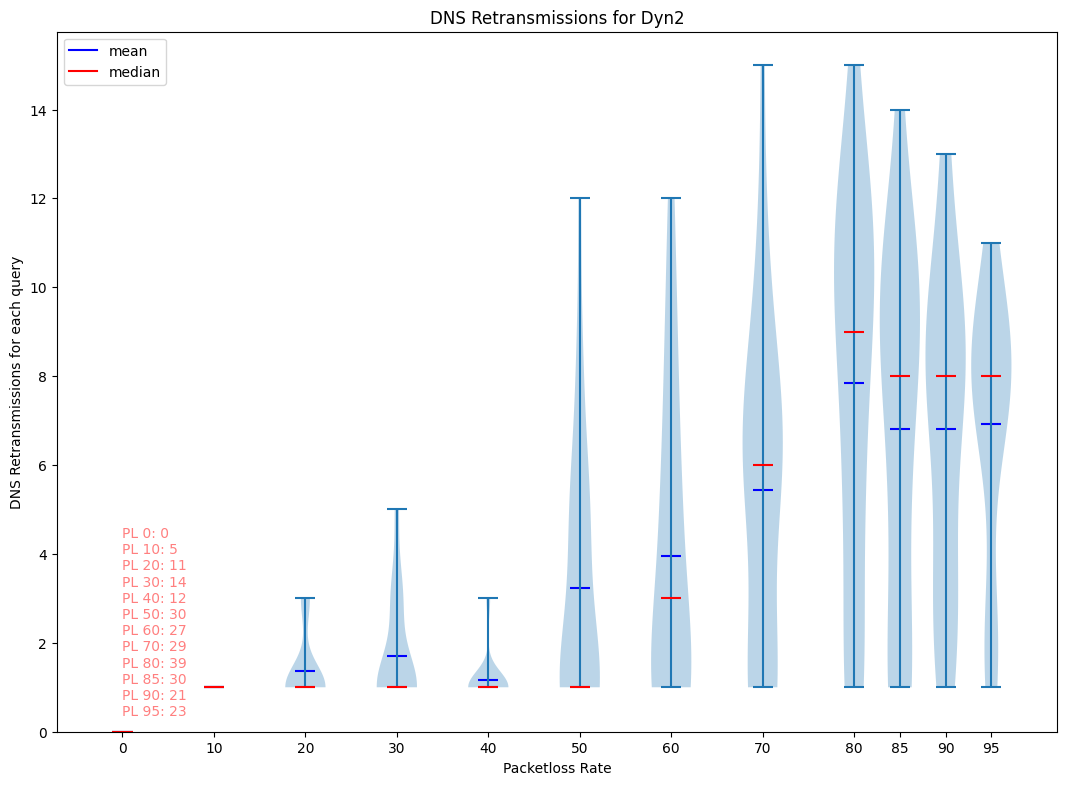 DNS Retransmissions for Dyn2
mean
median
DNS Retransmissions for each query
14
12
10
8
6
4
2
0
PL 0: 0
PL 10: 5
PL 20: 11
PL 30: 14
PL 40: 12
PL 50: 30
PL 60: 27
PL 70: 29
PL 80: 39
PL 85: 30
PL 90: 21
PL 95: 23
0 10 20 30 40 50 60 70 80 85 90 95
Packetloss Rate